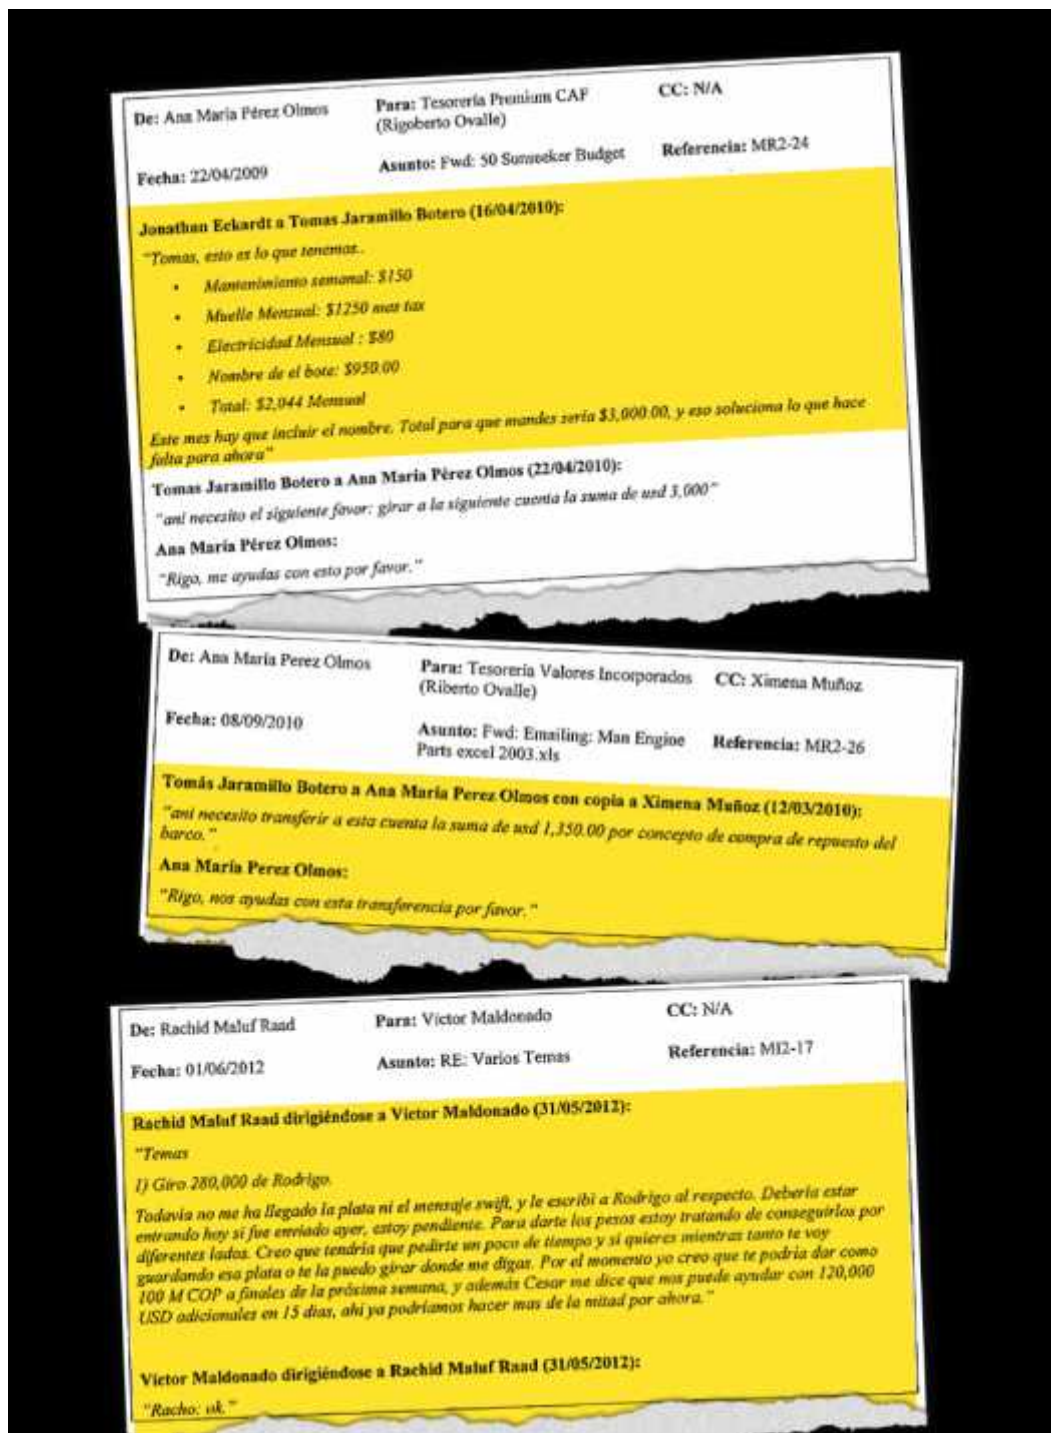 De: Ana Maria Pérez Olmos
Para: Tesorería Premium CAF
(Rigoberto Ovalle)
CC: N/A
Fecha: 22/04/2009
Asunto: Fwd: 50 Sunseeker Budget
Referencia: MR2-24
Jonathan Eckardt a Tomas Jaramillo Botero (16/04/2010):
"Tomas, esto es lo que tenemos..
• Mantenimiento semanal: $150
• Muelle Mensual: $1250 mas tax
• Electricidad Mensual : $80
• Nombre de el bote: $950.00
• Total: $2,044 Mensual
Este mes hay que incluir el nombre. Total para que mandes sería $3,000.00, y eso soluciona lo que hace
falta para ahora"
Tomas Jaramillo Botero a Ana María Pérez Olmos (22/04/2010):
"ani necesito el siguiente favor: girar a la siguiente cuenta la suma de usd 3,000"
Ana María Pérez Olmos:
"Rigo, me ayudas con esto por favor."
De: Ana Maria Perez Olmos
Para: Tesorería Valores Incorporados
(Riberto Ovalle)
CC: Ximena Muñoz
Fecha: 08/09/2010
Asunto: Fwd: Emailing: Man Engine
Parts excel 2003.xls
Referencia: MR2-26
Tomás Jaramillo Botero a Ana María Perez Olmos con copia a Ximena Muñoz (12/03/2010):
"ani necesito transferir a esta cuenta la suma de usd 1,350.00 por concepto de compra de repuesto del
barco."
Ana María Perez Olmos:
"Rigo, nos ayudas con esta transferencia por favor."
De: Rachid Maluf Raad
Para: Víctor Maldonado
CC: N/A
Fecha: 01/06/2012
Asunto: RE: Varios Temas
Referencia: MI2-17
Rachid Maluf Raad dirigiéndose a Víctor Maldonado (31/05/2012):
"Temas
1) Giro 280,000 de Rodrigo.
Todavía no me ha llegado la plata ni el mensaje swift, y le escribí a Rodrigo al respecto. Debería estar
entrando hoy si fue enviado ayer, estoy pendiente. Para darte los pesos estoy tratando de conseguirlos por
diferentes lados. Creo que tendría que pedirte un poco de tiempo y si quieres mientras tanto te voy
guardando esa plata o te la puedo girar donde me digas. Por el momento yo creo que te podría dar como
100 M COP a finales de la próxima semana, y además Cesar me dice que nos puede ayudar con 120,000
USD adicionales en 15 días, ahí ya podríamos hacer mas de la mitad por ahora."
Víctor Maldonado dirigiéndose a Rachid Maluf Raad (31/05/2012):
"Racho: ok."